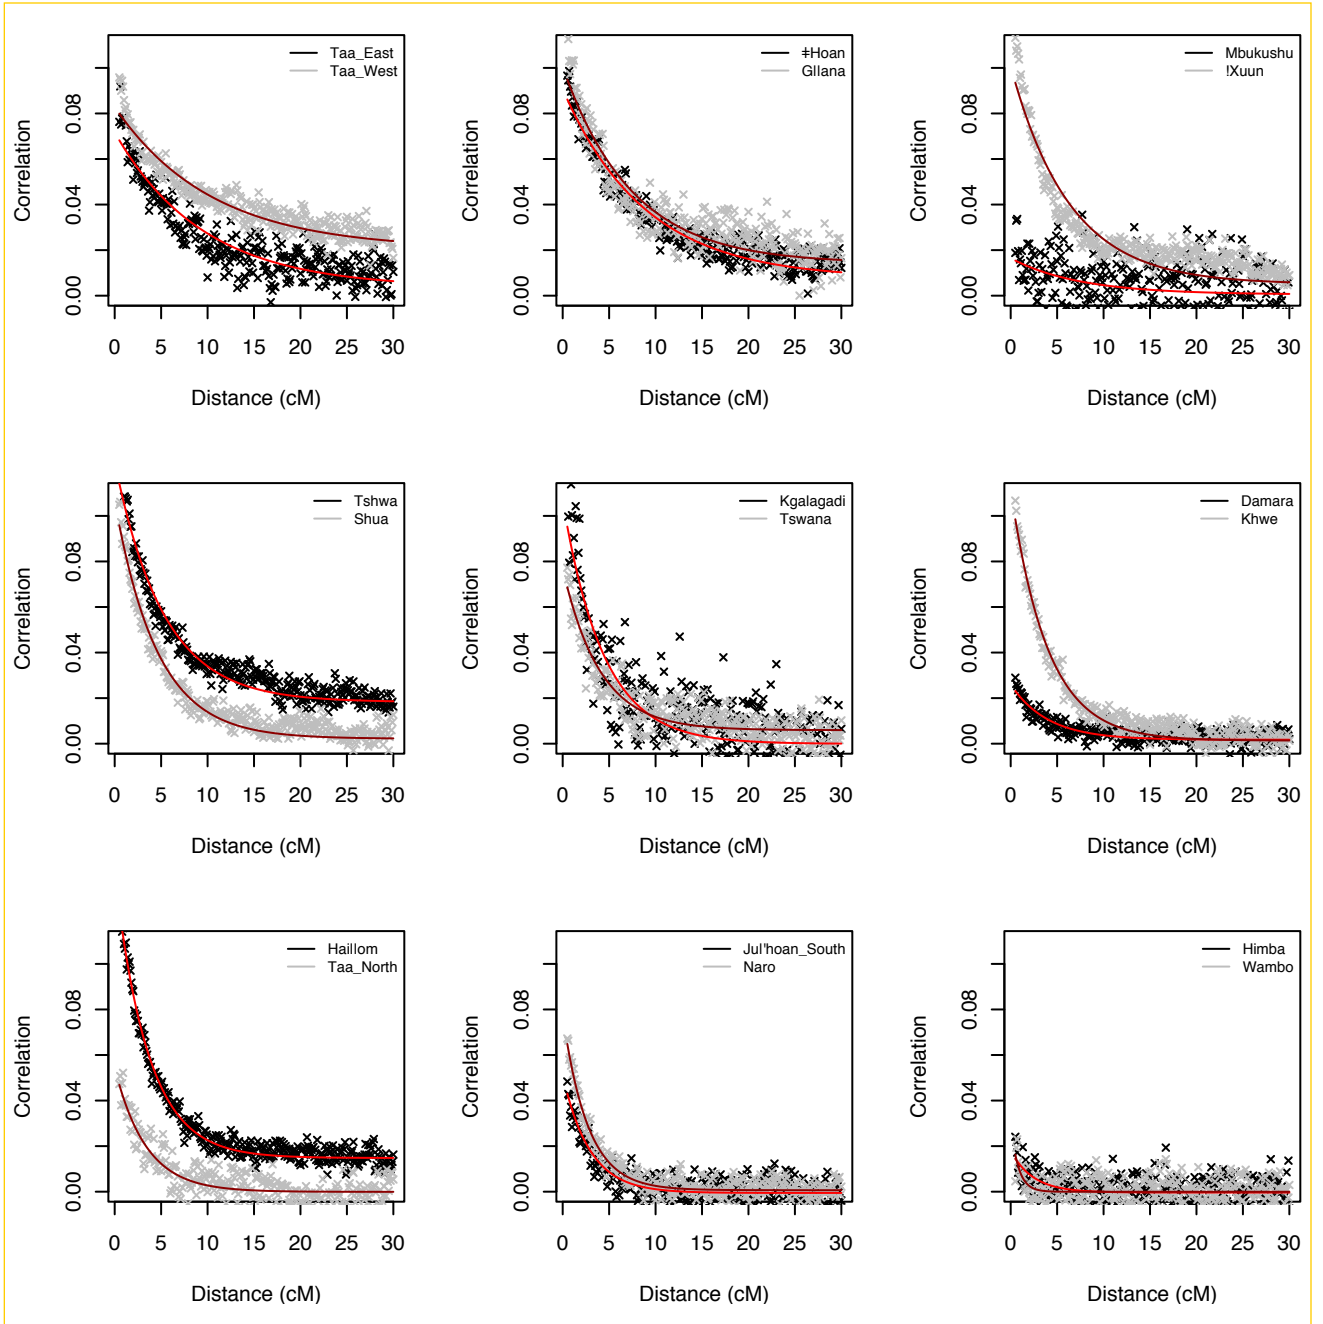 Taa_East
Taa_West
Correlation
0.00 0.04 0.08
0 5 10 15 20 25 30
Distance (cM)
ǂHoan
Gllana
Correlation
0.00 0.04 0.08
0 5 10 15 20 25 30
Distance (cM)
Mbukushu
!Xuun
Correlation
0.00 0.04 0.08
0 5 10 15 20 25 30
Distance (cM)
Tshwa
Shua
Correlation
0.00 0.04 0.08
0 5 10 15 20 25 30
Distance (cM)
Kgalagadi
Tswana
Correlation
0.00 0.04 0.08
0 5 10 15 20 25 30
Distance (cM)
Damara
Khwe
Correlation
0.00 0.04 0.08
0 5 10 15 20 25 30
Distance (cM)
Haillom
Taa_North
Correlation
0.00 0.04 0.08
0 5 10 15 20 25 30
Distance (cM)
Jul'hoan_South
Naro
Correlation
0.00 0.04 0.08
0 5 10 15 20 25 30
Distance (cM)
Himba
Wambo
Correlation
0.00 0.04 0.08
0 5 10 15 20 25 30
Distance (cM)